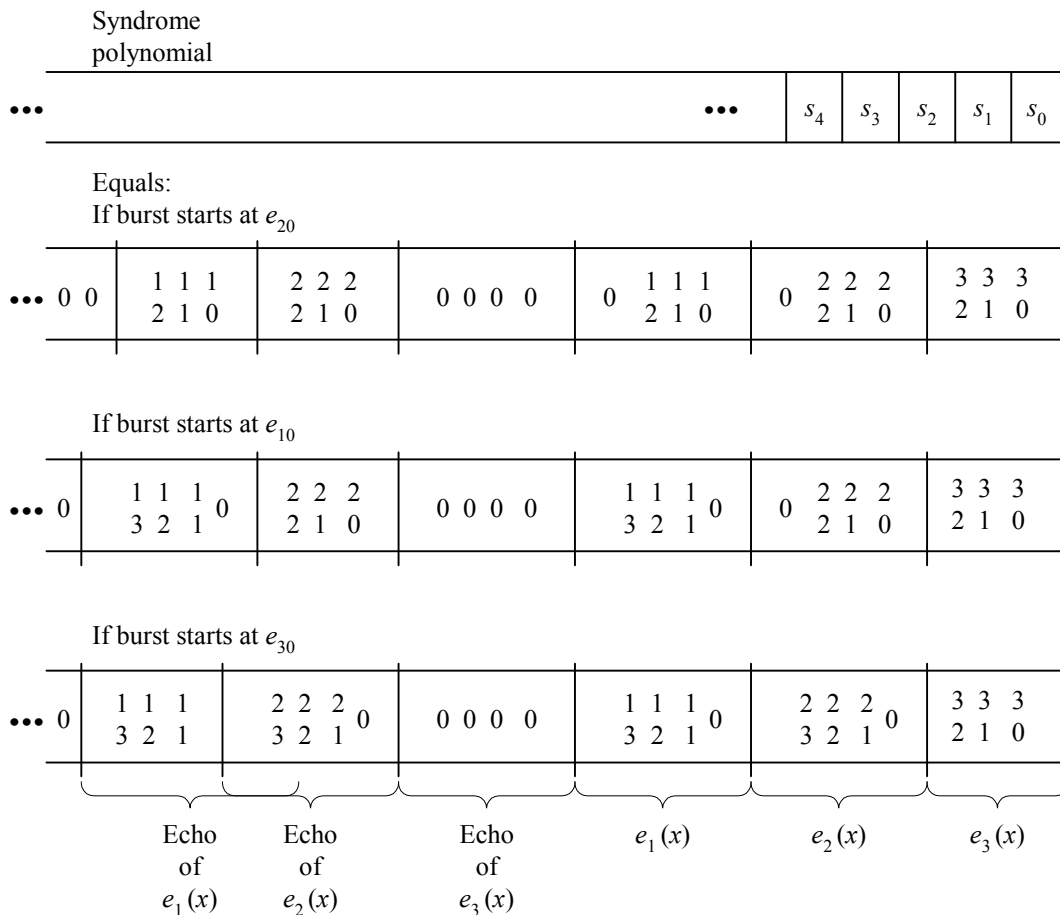 Syndrome
polynomial
••• ••• s₄ s₃ s₂ s₁ s₀
Equals:
If burst starts at e₂₀
1 1 1 2 2 2 1 1 1 2 2 2 3 3 3
••• 0 0 0 0 0 0 0 0
2 1 0 2 1 0 2 1 0 2 1 0 2 1 0
If burst starts at e₁₀
1 1 1 2 2 2 1 1 1 2 2 2 3 3 3
••• 0 0 0 0 0 0 0 0
3 2 1 2 1 0 3 2 1 2 1 0 2 1 0
If burst starts at e₃₀
1 1 1 2 2 2 1 1 1 2 2 2 3 3 3
••• 0 0 0 0 0 0 0 0
3 2 1 3 2 1 3 2 1 3 2 1 2 1 0
Echo
of
e₁(x)
Echo
of
e₂(x)
Echo
of
e₃(x)
e₁(x)
e₂(x)
e₃(x)